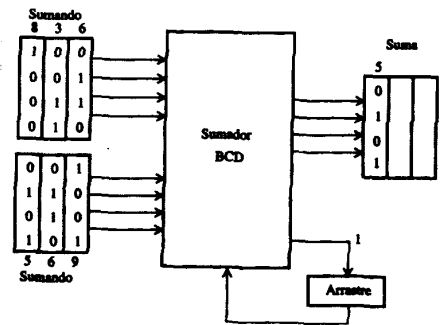 Sumando
8 3 6
1 0 0
0 0 1
0 1 1
0 1 0
0 0 1
1 1 0
0 1 0
1 0 1
5 6 9
Sumando
Sumador
BCD
Suma
5
0
1
0
1
1
Arrastre